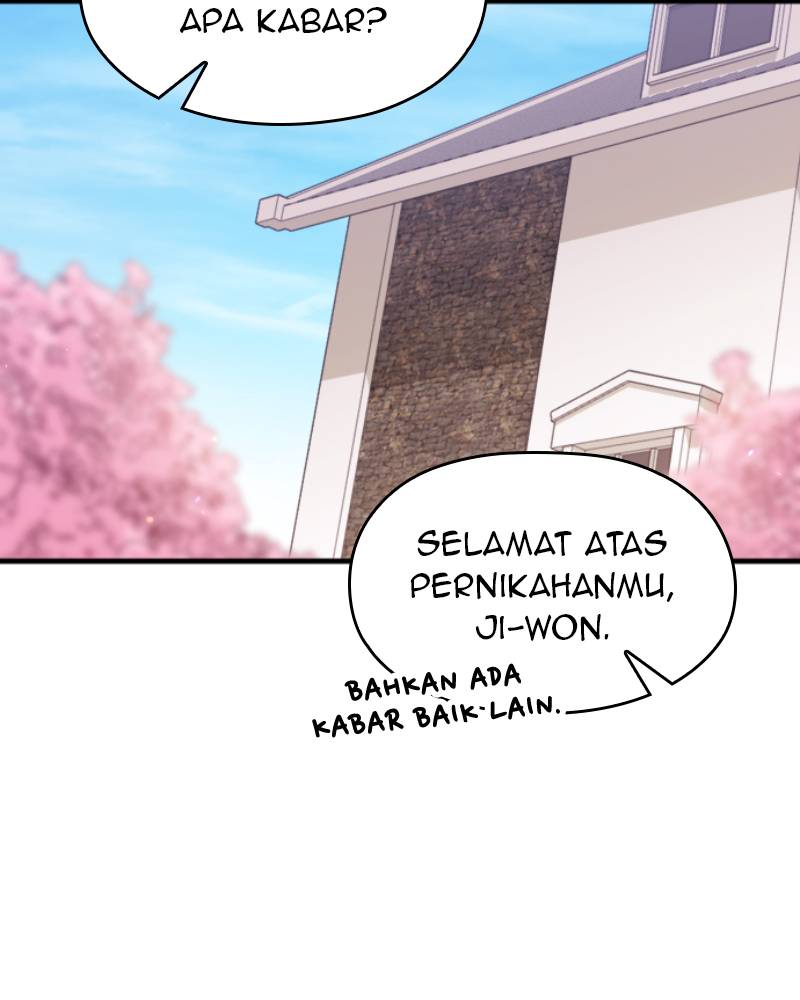 APA KABAR?
SELAMAT ATAS
PERNIKAHANMU,
JI-WON.
BAHKAN ADA
KABAR BAIK LAIN.